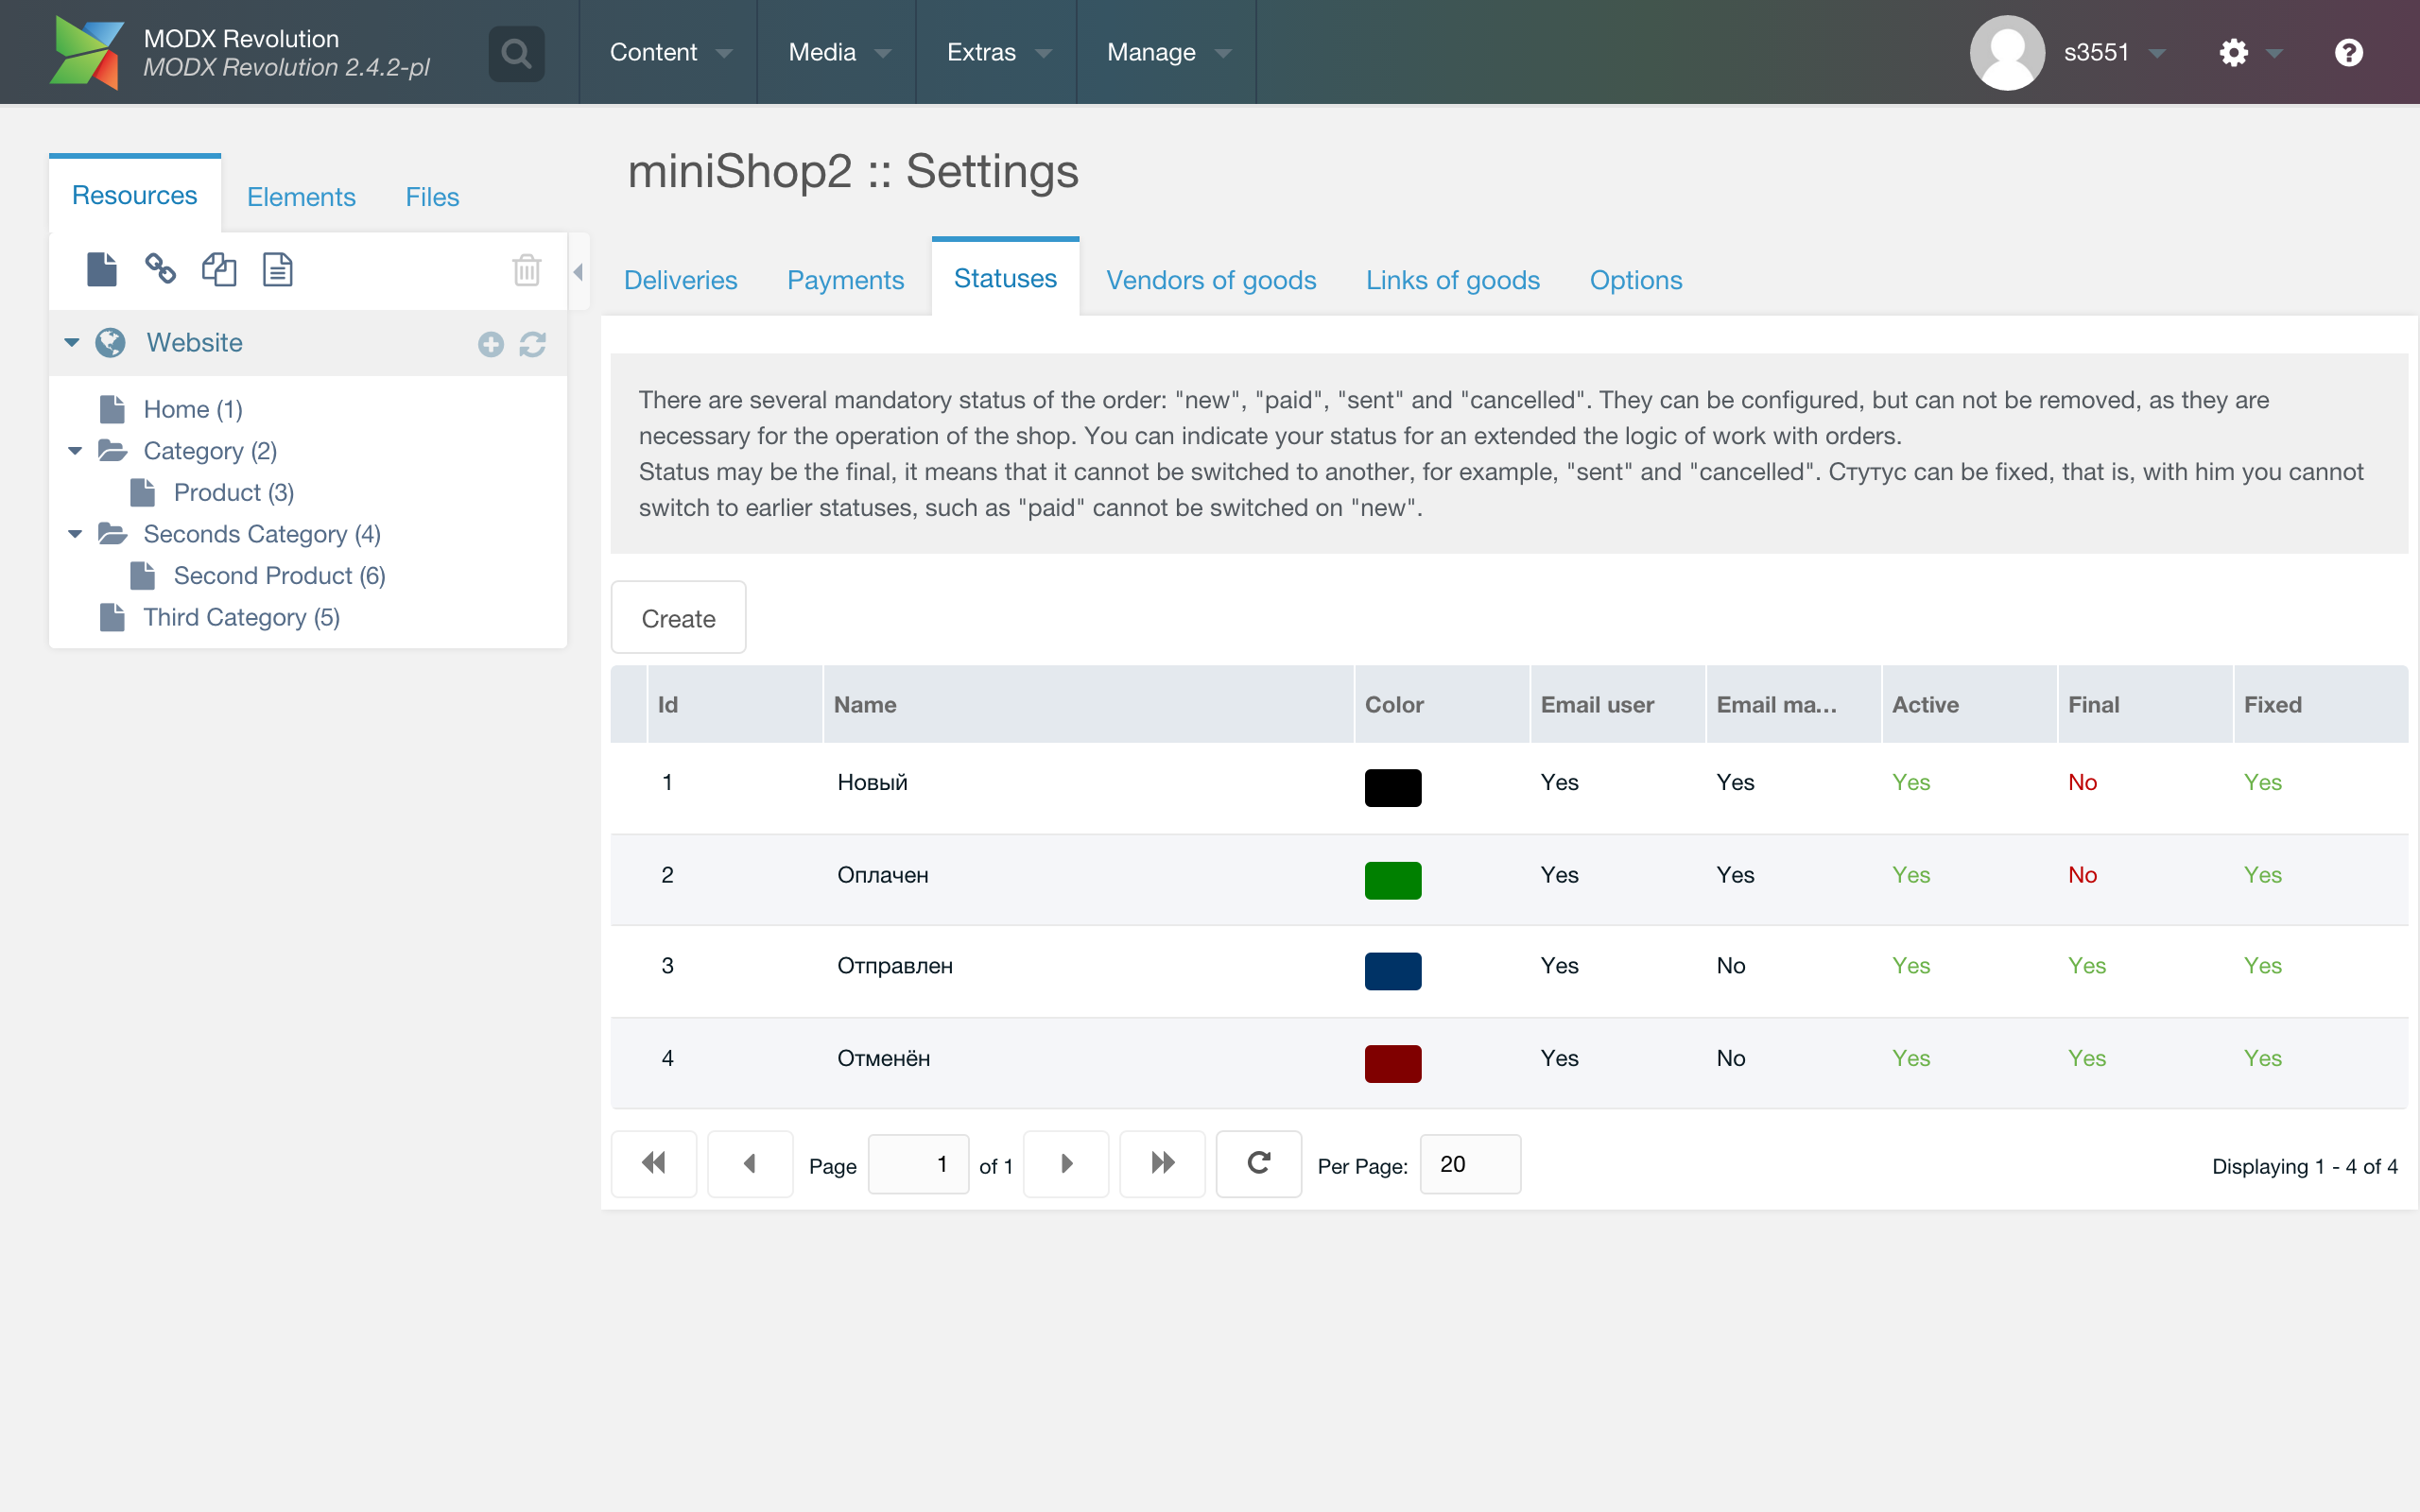 MODX Revolution
MODX Revolution 2.4.2-pl
Content
Media
Extras
Manage
s3551
Resources
Elements
Files
Website
Home (1)
Category (2)
Product (3)
Seconds Category (4)
Second Product (6)
Third Category (5)
miniShop2 :: Settings
Deliveries
Payments
Statuses
Vendors of goods
Links of goods
Options
There are several mandatory status of the order: "new", "paid", "sent" and "cancelled". They can be configured, but can not be removed, as they are
necessary for the operation of the shop. You can indicate your status for an extended the logic of work with orders.
Status may be the final, it means that it cannot be switched to another, for example, "sent" and "cancelled". Стутус can be fixed, that is, with him you cannot
switch to earlier statuses, such as "paid" cannot be switched on "new".
Create
Id Name Color Email user Email ma... Active Final Fixed
1 Новый Yes Yes Yes No Yes
2 Оплачен Yes Yes Yes No Yes
3 Отправлен Yes No Yes Yes Yes
4 Отменён Yes No Yes Yes Yes
Page 1 of 1 Per Page: 20 Displaying 1 - 4 of 4